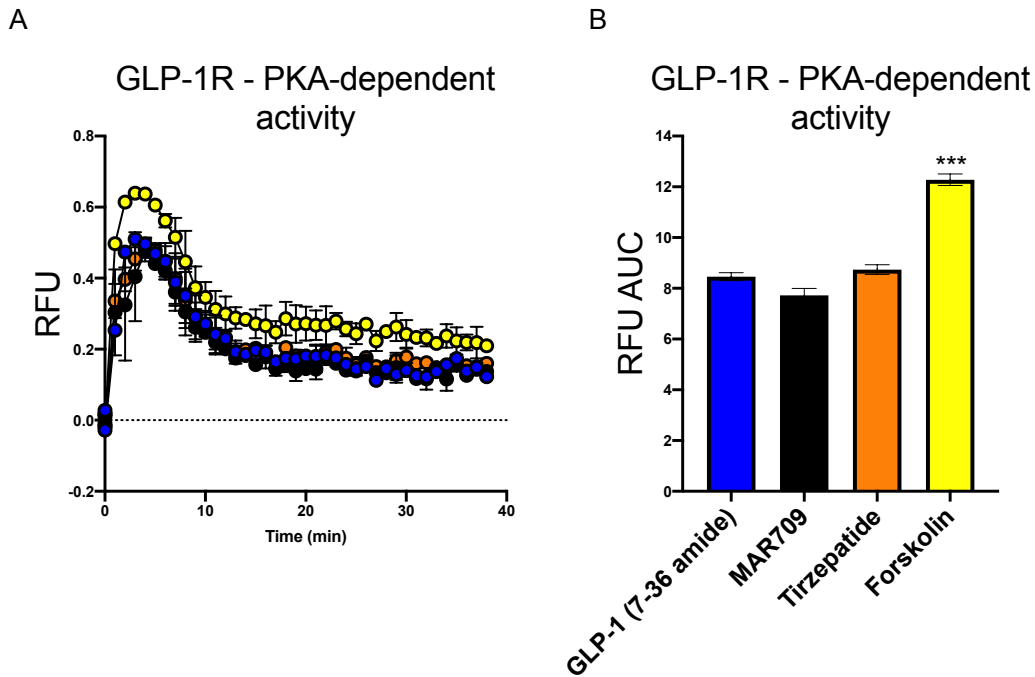 A
GLP-1R - PKA-dependent
activity
0.8
0.6
0.4
0.2
0.0
-0.2
RFU
0
10
20
30
40
Time (min)
B
GLP-1R - PKA-dependent
activity
14
12
10
8
6
4
2
0
RFU AUC
***
GLP-1 (7-36 amide)
MAR709
Tirzepatide
Forskolin